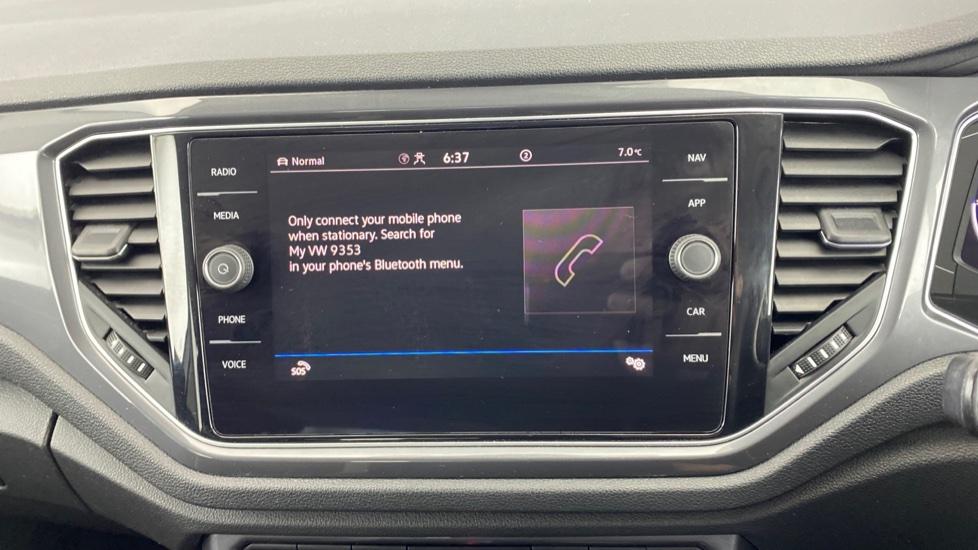 RADIO
MEDIA
PHONE
VOICE
Normal
6:37
2
7.0°C
Only connect your mobile phone
when stationary. Search for
My VW 9353
in your phone's Bluetooth menu.
SOS
NAV
APP
CAR
MENU